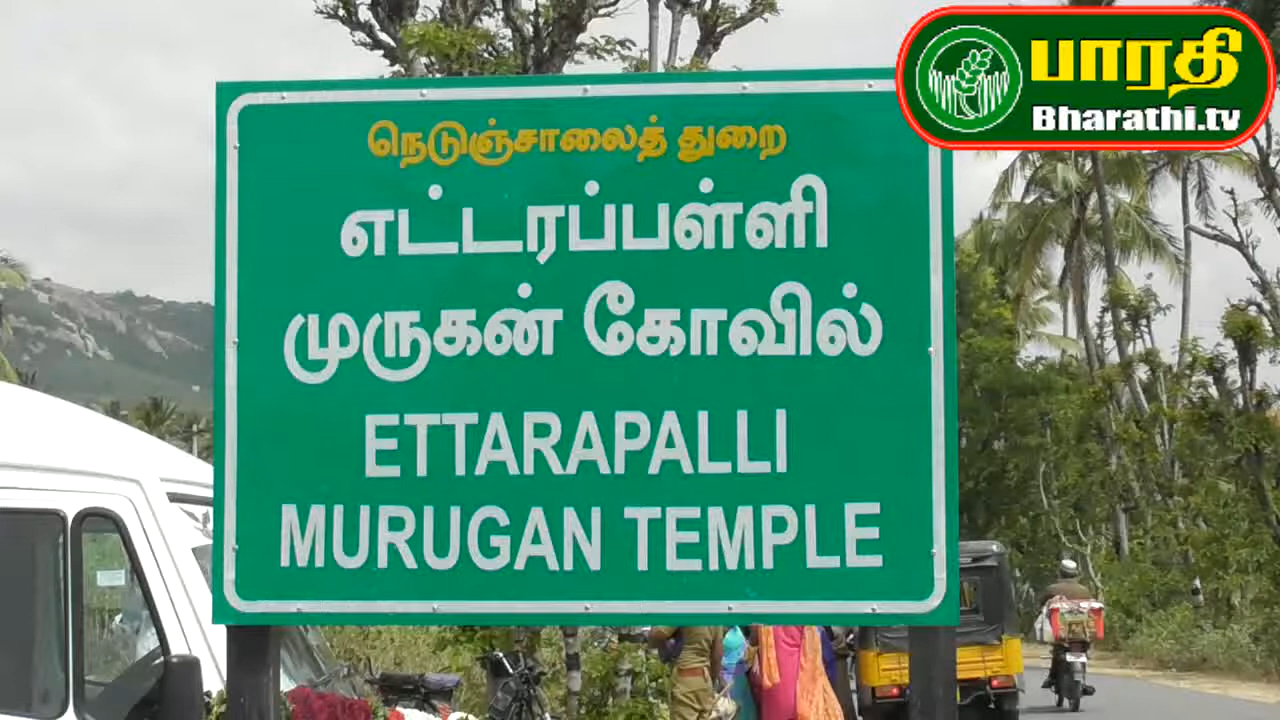 பாரதி
Bharathi.tv
நெடுஞ்சாலைத் துறை
எட்டரப்பள்ளி
முருகன் கோவில்
ETTARAPALLI
MURUGAN TEMPLE